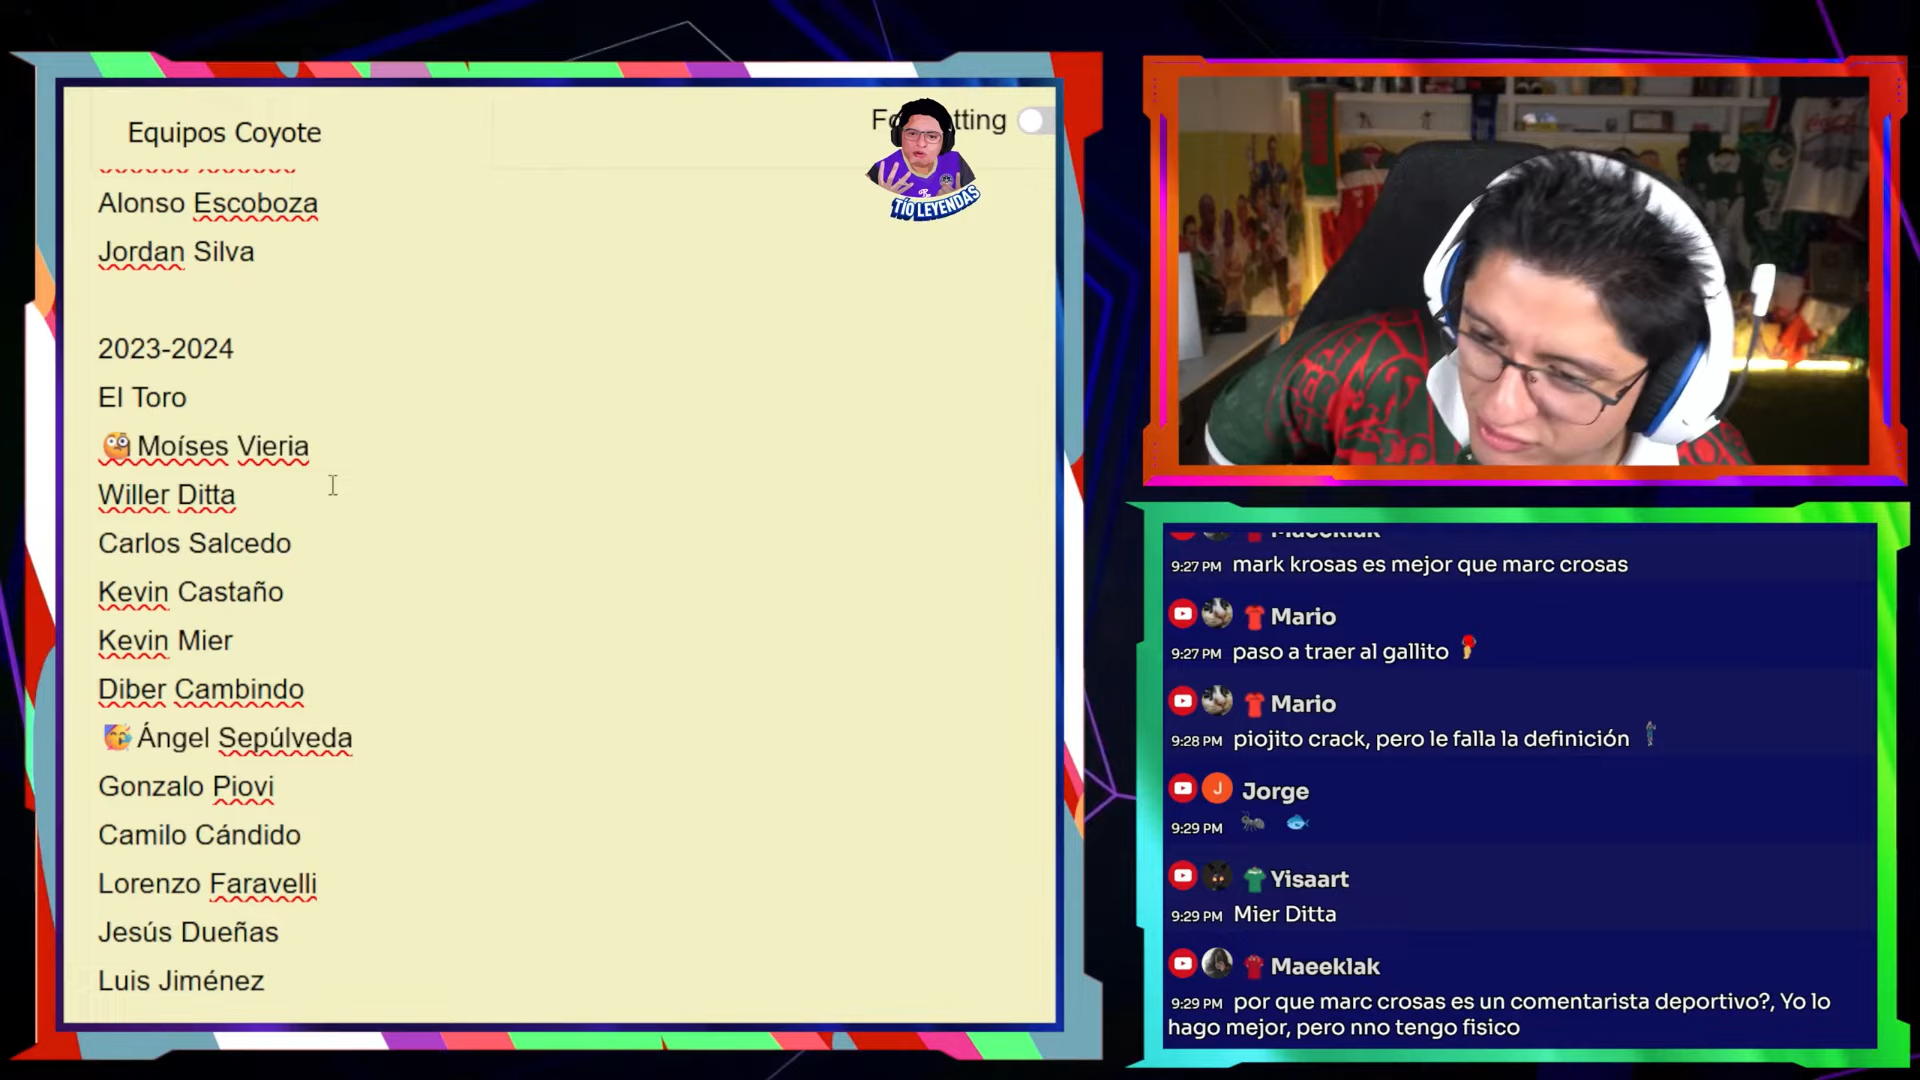 Equipos Coyote
Alonso Escoboza
Jordan Silva
2023-2024
El Toro
🧐Moíses Vieria
Willer Ditta
Carlos Salcedo
Kevin Castaño
Kevin Mier
Diber Cambindo
🥳Ángel Sepúlveda
Gonzalo Piovi
Camilo Cándido
Lorenzo Faravelli
Jesús Dueñas
Luis Jiménez
TÍO LEYENDAS
Maeeklak
9:27 PM mark krosas es mejor que marc crosas
Mario
9:27 PM paso a traer al gallito
Mario
9:28 PM piojito crack, pero le falla la definición
J Jorge
9:29 PM 🐜 🐟
Yisaart
9:29 PM Mier Ditta
Maeeklak
9:29 PM por que marc crosas es un comentarista deportivo?, Yo lo
hago mejor, pero nno tengo fisico